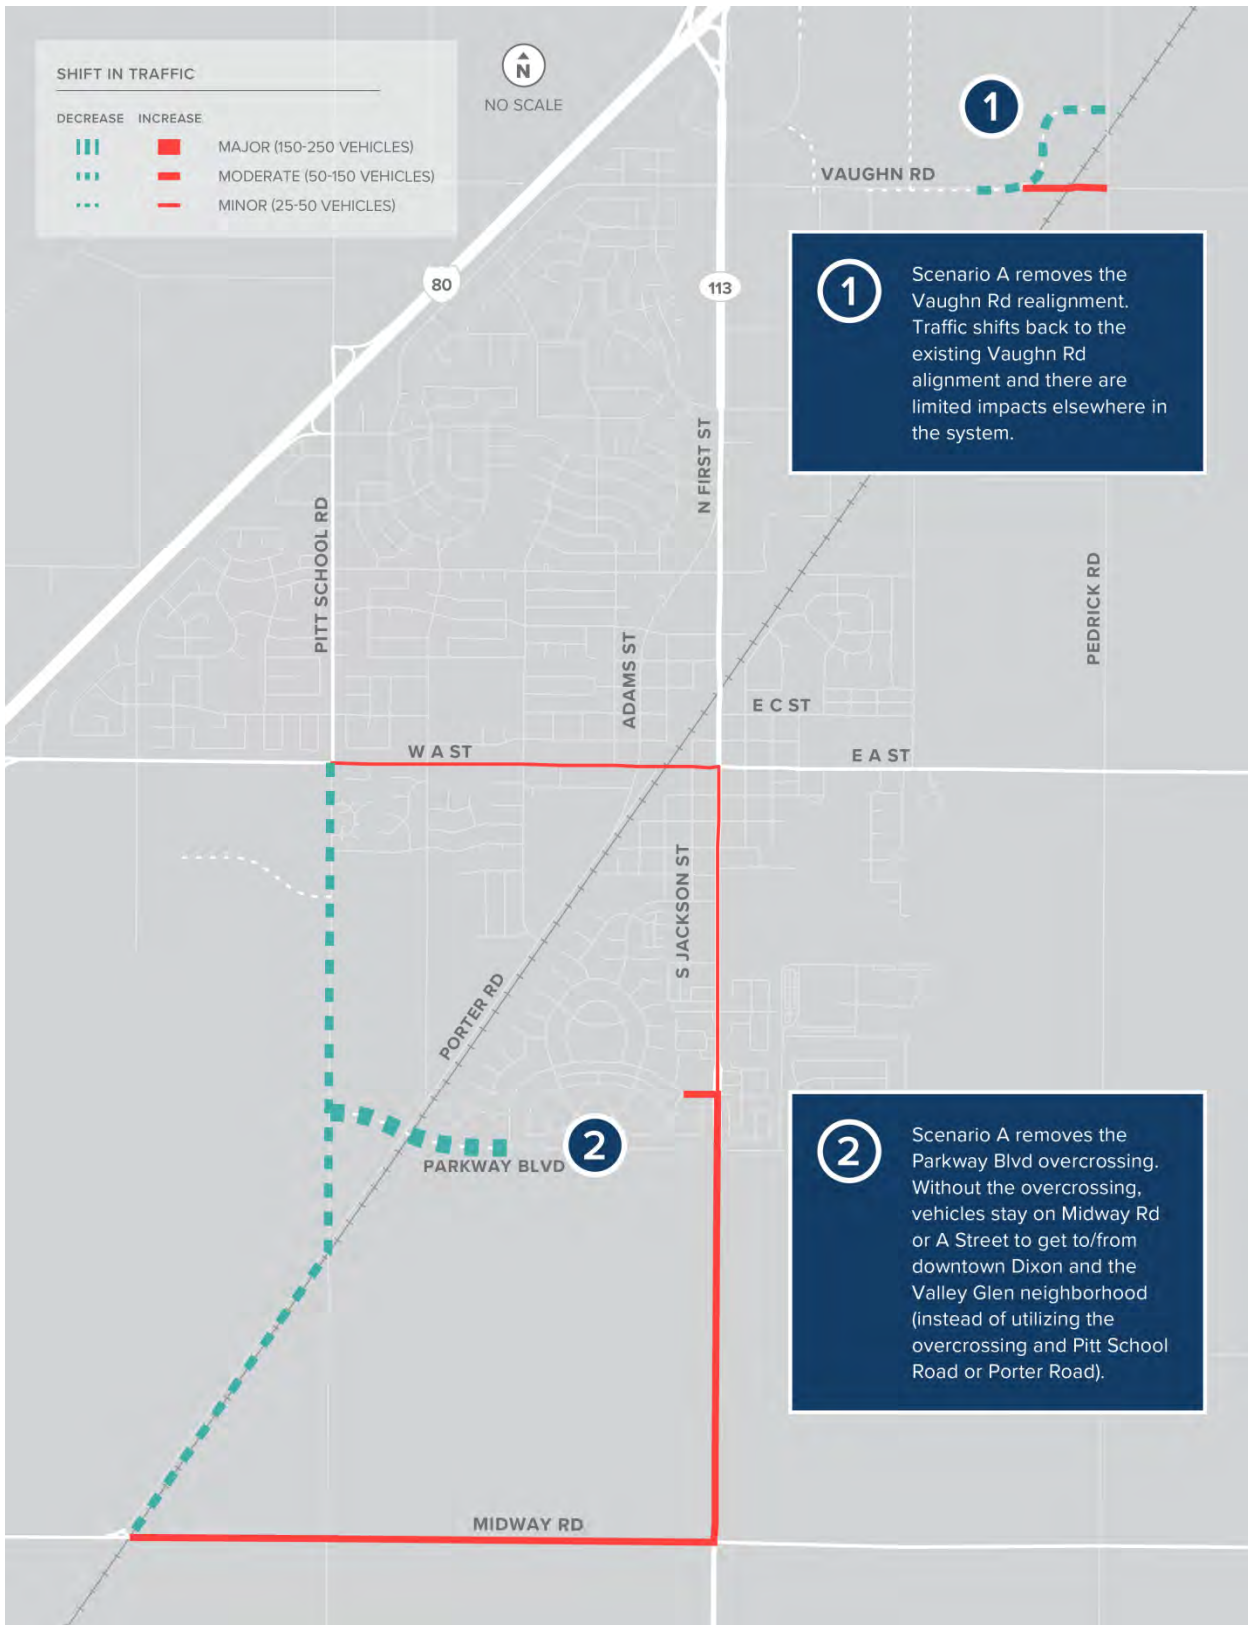 SHIFT IN TRAFFIC
DECREASE INCREASE
MAJOR (150-250 VEHICLES)
MODERATE (50-150 VEHICLES)
MINOR (25-50 VEHICLES)
N
NO SCALE
1
VAUGHN RD
80
113
1
Scenario A removes the
Vaughn Rd realignment.
Traffic shifts back to the
existing Vaughn Rd
alignment and there are
limited impacts elsewhere in
the system.
N FIRST ST
PITT SCHOOL RD
PEDRICK RD
ADAMS ST
E C ST
W A ST
E A ST
S JACKSON ST
PORTER RD
2
PARKWAY BLVD
2
Scenario A removes the
Parkway Blvd overcrossing.
Without the overcrossing,
vehicles stay on Midway Rd
or A Street to get to/from
downtown Dixon and the
Valley Glen neighborhood
(instead of utilizing the
overcrossing and Pitt School
Road or Porter Road).
MIDWAY RD